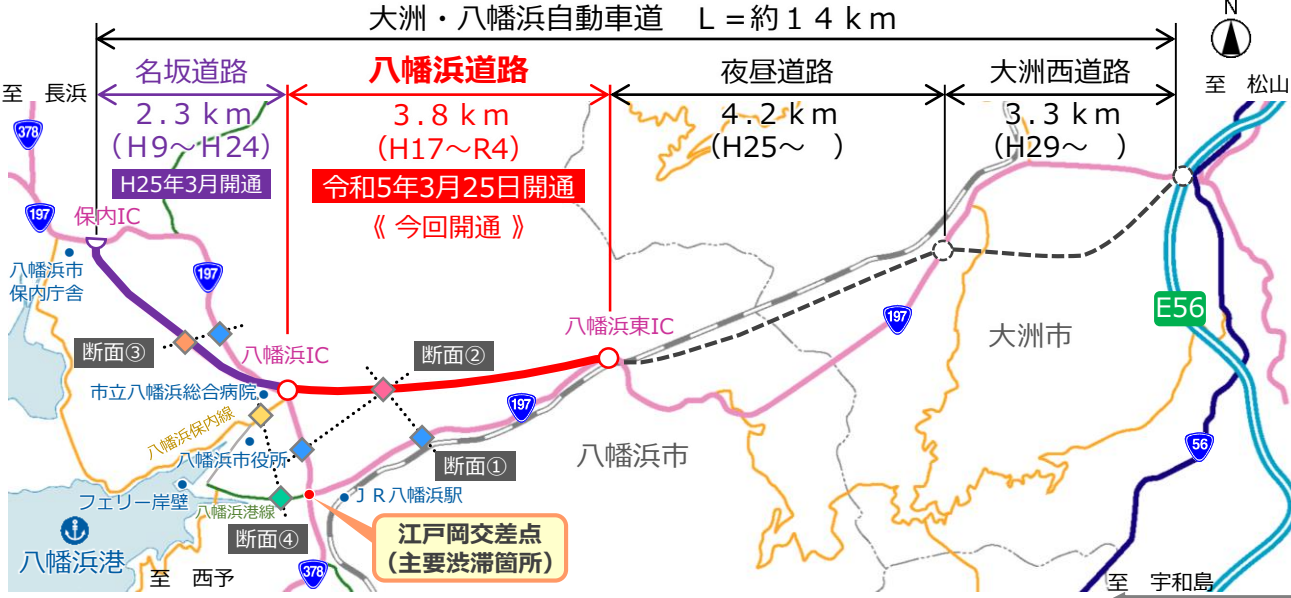 大洲・八幡浜自動車道 L=約14km
N
名坂道路
八幡浜道路
夜昼道路
大洲西道路
至 長浜
至 松山
2.3km
3.8km
4.2km
3.3km
(H9～H24)
(H17～R4)
(H25～ )
(H29～ )
378
H25年3月開通
令和5年3月25日開通
《 今回開通 》
197
保内IC
八幡浜市
保内庁舎
197
E56
断面③
八幡浜IC
断面②
八幡浜東IC
197
大洲市
市立八幡浜総合病院
八幡浜保内線
197
八幡浜市役所
断面①
八幡浜市
56
フェリー岸壁
八幡浜港線
JR八幡浜駅
断面④
江戸岡交差点
(主要渋滞箇所)
八幡浜港
至 西予
378
至 宇和島